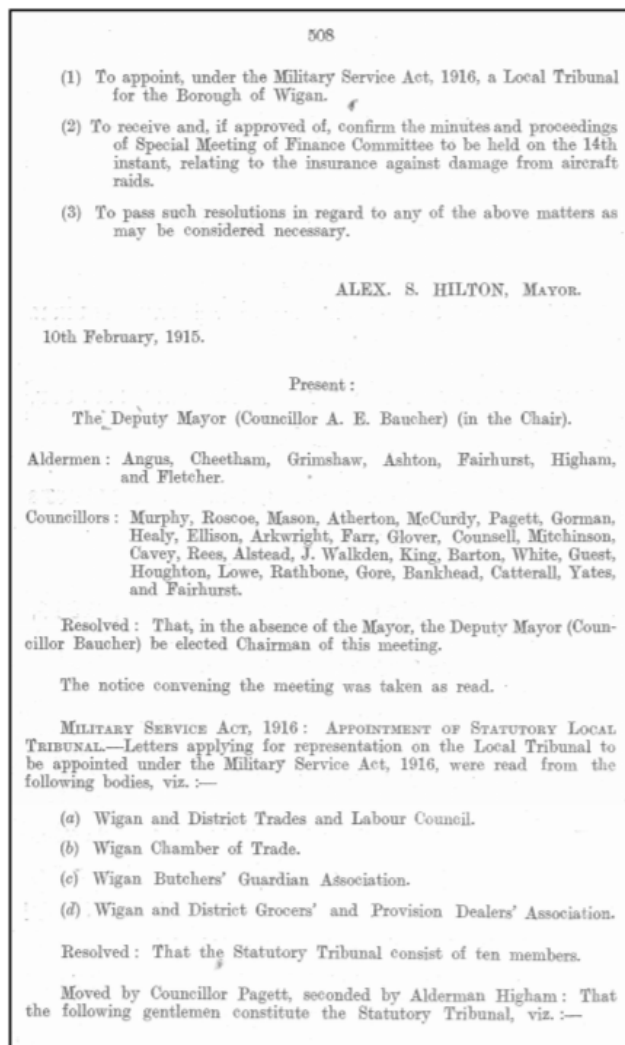 508
(1) To appoint, under the Military Service Act, 1916, a Local Tribunal
for the Borough of Wigan.
(2) To receive and, if approved of, confirm the minutes and proceedings
of Special Meeting of Finance Committee to be held on the 14th
instant, relating to the insurance against damage from aircraft
raids.
(3) To pass such resolutions in regard to any of the above matters as
may be considered necessary.
ALEX. S. HILTON, MAYOR.
10th February, 1915.
Present :
The Deputy Mayor (Councillor A. E. Baucher) (in the Chair).
Aldermen : Angus, Cheetham, Grimshaw, Ashton, Fairhurst, Higham,
and Fletcher.
Councillors : Murphy, Roscoe, Mason, Atherton, McCurdy, Pagett, Gorman,
Healy, Ellison, Arkwright, Farr, Glover, Counsell, Mitchinson,
Cavey, Rees, Alstead, J. Walkden, King, Barton, White, Guest,
Houghton, Lowe, Rathbone, Gore, Bankhead, Catterall, Yates,
and Fairhurst.
Resolved : That, in the absence of the Mayor, the Deputy Mayor (Coun-
cillor Baucher) be elected Chairman of this meeting.
The notice convening the meeting was taken as read.
MILITARY SERVICE ACT, 1916 : APPOINTMENT OF STATUTORY LOCAL
TRIBUNAL.—Letters applying for representation on the Local Tribunal to
be appointed under the Military Service Act, 1916, were read from the
following bodies, viz. :—
(a) Wigan and District Trades and Labour Council.
(b) Wigan Chamber of Trade.
(c) Wigan Butchers' Guardian Association.
(d) Wigan and District Grocers' and Provision Dealers' Association.
Resolved : That the Statutory Tribunal consist of ten members.
Moved by Councillor Pagett, seconded by Alderman Higham : That
the following gentlemen constitute the Statutory Tribunal, viz. :—